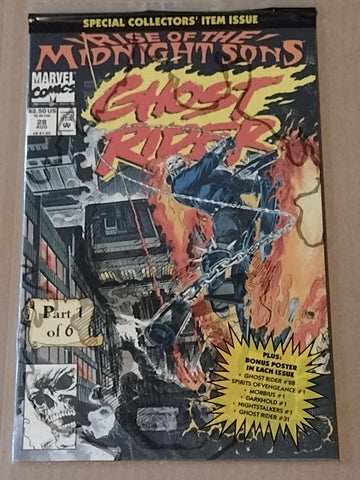 SPECIAL COLLECTORS' ITEM ISSUE
RISE OF THE
MIDNIGHT SONS
MARVEL
COMICS
$2.50 US
28
AUG
GHOST
RIDER
Part 1
of 6
PLUS:
BONUS POSTER
IN EACH ISSUE
• GHOST RIDER #28
SPIRITS OF VENGEANCE #1
• MORBIUS #1
• DARKHOLD #1
• NIGHTSTALKERS #1
• GHOST RIDER #31